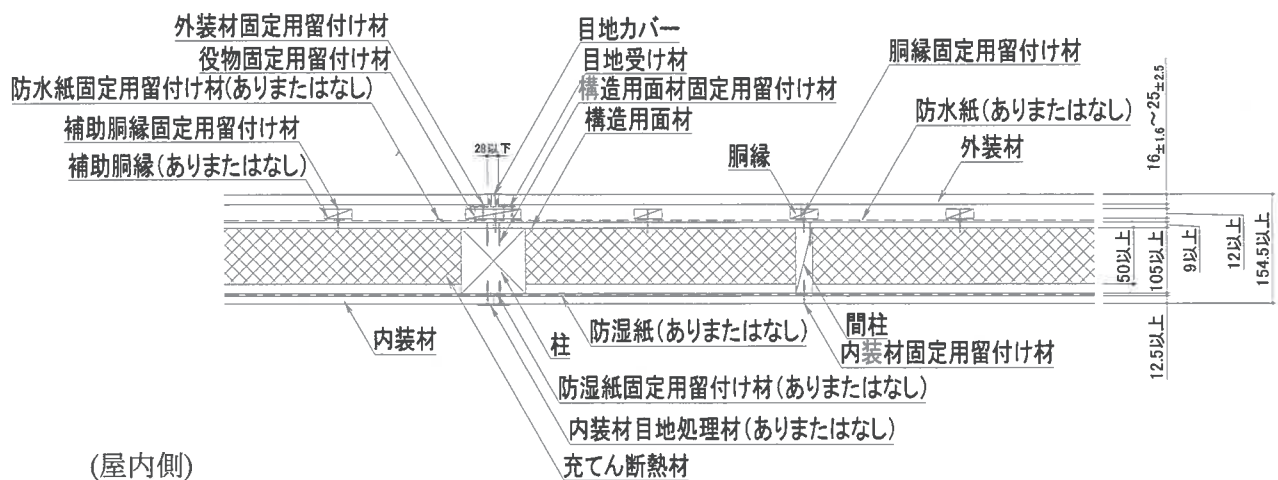 外装材固定用留付け材
役物固定用留付け材
防水紙固定用留付け材(ありまたはなし)
補助胴縁固定用留付け材
補助胴縁(ありまたはなし)
目地カバー
目地受け材
構造用面材固定用留付け材
構造用面材
28以下
胴縁固定用留付け材
防水紙(ありまたはなし)
胴縁
外装材
16±1.6～25±2.5
50以上
105以上
9以上
12以上
154.5以上
12.5以上
内装材
柱
防湿紙(ありまたはなし)
間柱
内装材固定用留付け材
防湿紙固定用留付け材(ありまたはなし)
内装材目地処理材(ありまたはなし)
充てん断熱材
(屋内側)